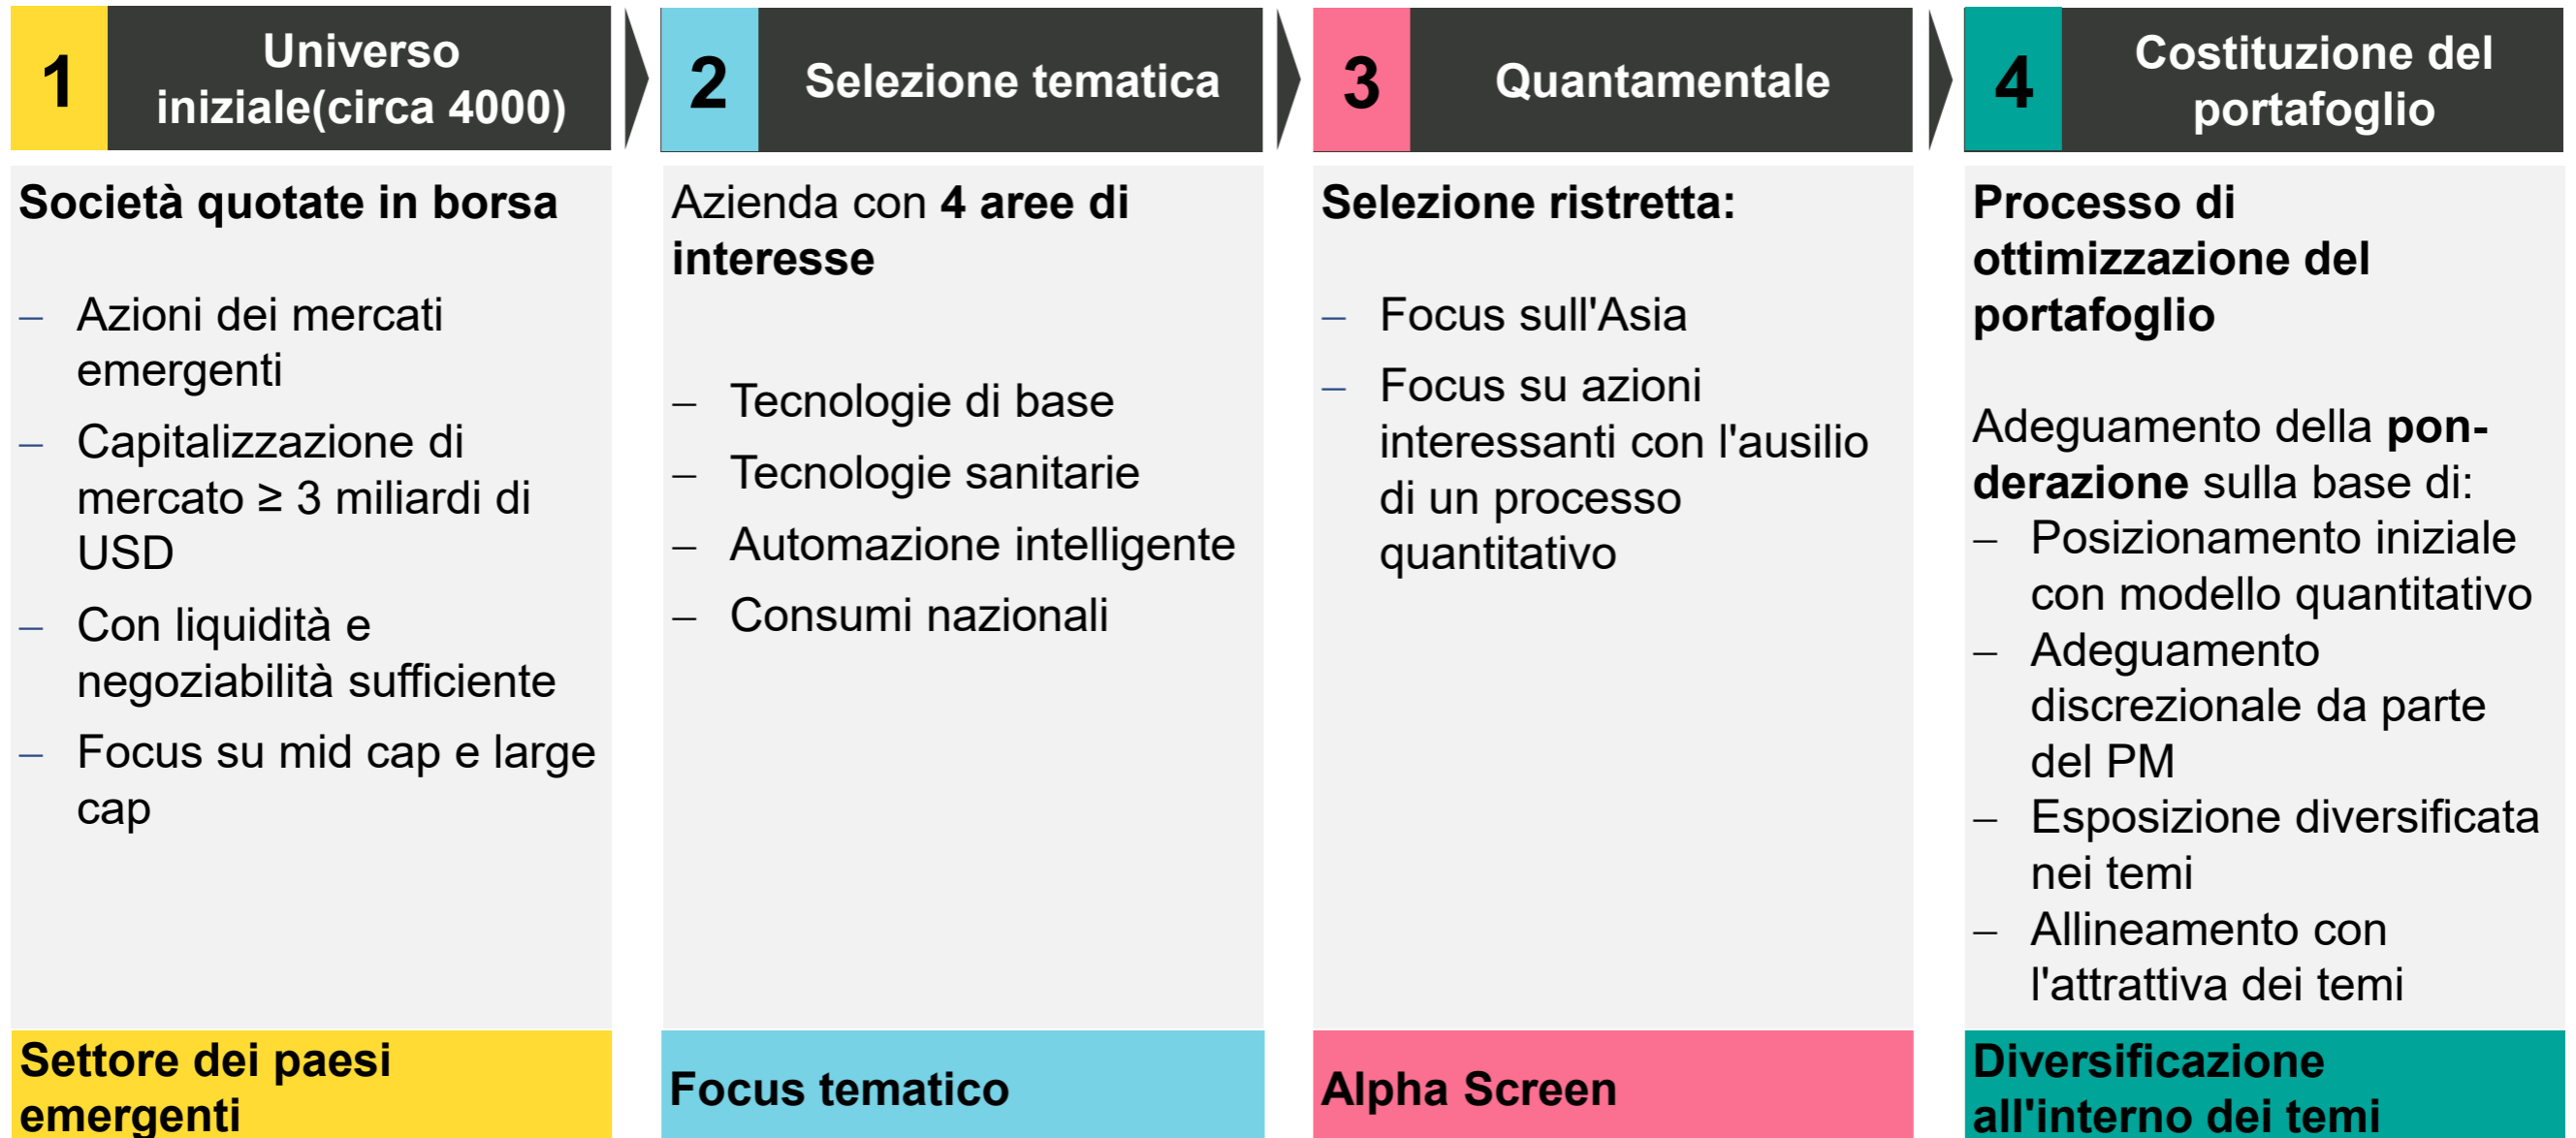 1
Universo
iniziale(circa 4000)
Società quotate in borsa
– Azioni dei mercati
emergenti
– Capitalizzazione di
mercato ≥ 3 miliardi di
USD
– Con liquidità e
negoziabilità sufficiente
– Focus su mid cap e large
cap
Settore dei paesi
emergenti
2
Selezione tematica
Azienda con 4 aree di
interesse
– Tecnologie di base
– Tecnologie sanitarie
– Automazione intelligente
– Consumi nazionali
Focus tematico
3
Quantamentale
Selezione ristretta:
– Focus sull'Asia
– Focus su azioni
interessanti con l'ausilio
di un processo
quantitativo
Alpha Screen
4
Costituzione del
portafoglio
Processo di
ottimizzazione del
portafoglio
Adeguamento della pon-
derazione sulla base di:
– Posizionamento iniziale
con modello quantitativo
– Adeguamento
discrezionale da parte
del PM
– Esposizione diversificata
nei temi
– Allineamento con
l'attrattiva dei temi
Diversificazione
all'interno dei temi